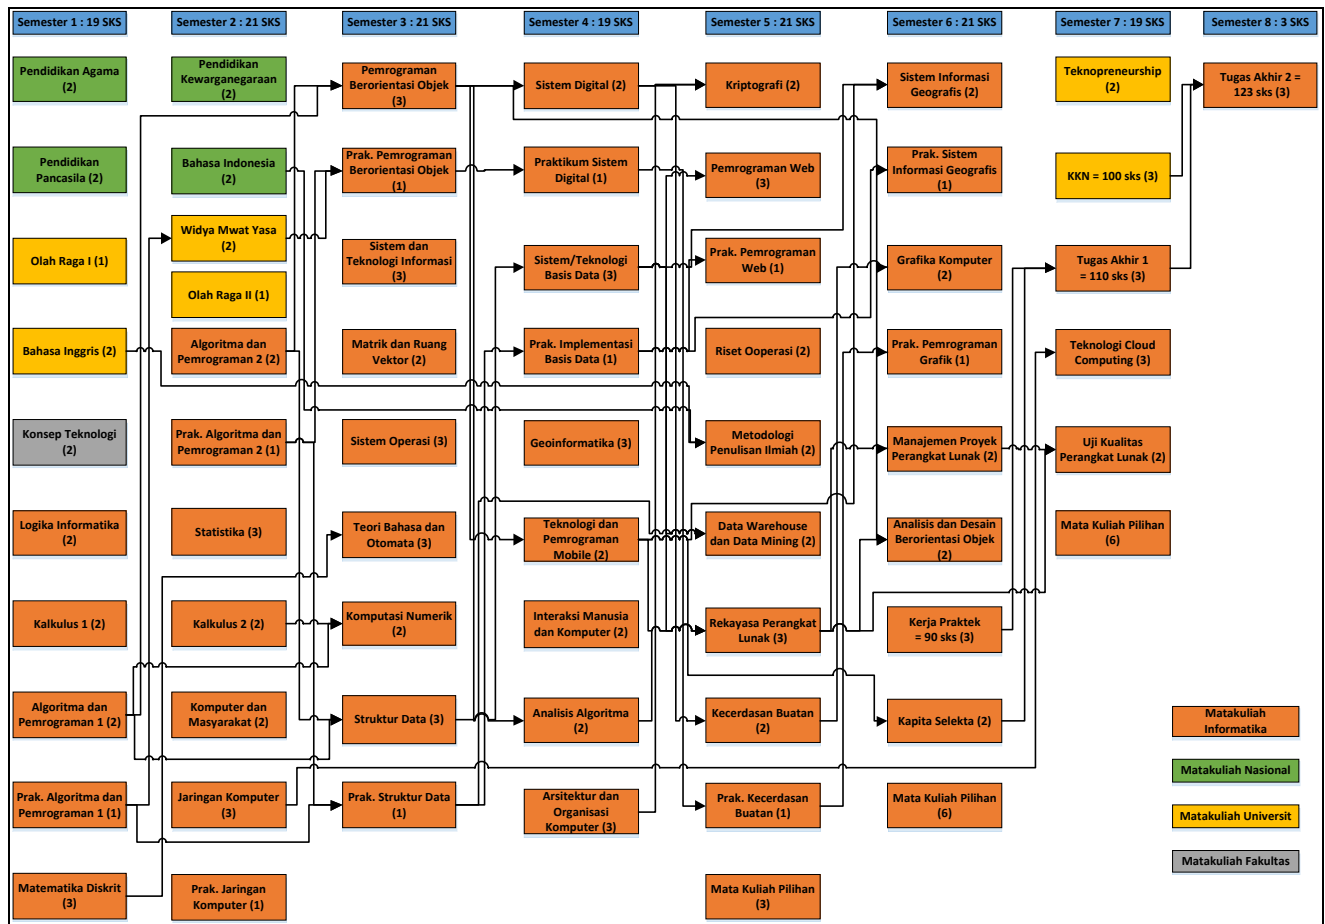 Semester 1 : 19 SKS
Pendidikan Agama
(2)
Pendidikan
Pancasila (2)
Olah Raga I (1)
Bahasa Inggris (2)
Konsep Teknologi
(2)
Logika Informatika
(2)
Kalkulus 1 (2)
Algoritma dan
Pemrograman 1 (2)
Prak. Algoritma dan
Pemrograman 1 (1)
Matematika Diskrit
(3)
Semester 2 : 21 SKS
Pendidikan
Kewarganegaraan
(2)
Bahasa Indonesia
(2)
Widya Mwat Yasa
(2)
Olah Raga II (1)
Algoritma dan
Pemrograman 2 (2)
Prak. Algoritma dan
Pemrograman 2 (1)
Statistika (3)
Kalkulus 2 (2)
Komputer dan
Masyarakat (2)
Jaringan Komputer
(3)
Prak. Jaringan
Komputer (1)
Semester 3 : 21 SKS
Pemrograman
Berorientasi Objek
(3)
Prak. Pemrograman
Berorientasi Objek
(1)
Sistem dan
Teknologi Informasi
(3)
Matrik dan Ruang
Vektor (2)
Sistem Operasi (3)
Teori Bahasa dan
Otomata (3)
Komputasi Numerik
(2)
Struktur Data (3)
Prak. Struktur Data
(1)
Semester 4 : 19 SKS
Sistem Digital (2)
Praktikum Sistem
Digital (1)
Sistem/Teknologi
Basis Data (3)
Prak. Implementasi
Basis Data (1)
Geoinformatika (3)
Teknologi dan
Pemrograman
Mobile (2)
Interaksi Manusia
dan Komputer (2)
Analisis Algoritma
(2)
Arsitektur dan
Organisasi
Komputer (3)
Semester 5 : 21 SKS
Kriptografi (2)
Pemrograman Web
(3)
Prak. Pemrograman
Web (1)
Riset Ooperasi (2)
Metodologi
Penulisan Ilmiah (2)
Data Warehouse
dan Data Mining (2)
Rekayasa Perangkat
Lunak (3)
Kecerdasan Buatan
(2)
Prak. Kecerdasan
Buatan (1)
Mata Kuliah Pilihan
(3)
Semester 6 : 21 SKS
Sistem Informasi
Geografis (2)
Prak. Sistem
Informasi Geografis
(1)
Grafika Komputer
(2)
Prak. Pemrograman
Grafik (1)
Manajemen Proyek
Perangkat Lunak (2)
Analisis dan Desain
Berorientasi Objek
(2)
Kerja Praktek
= 90 sks (3)
Kapita Selekta (2)
Mata Kuliah Pilihan
(6)
Semester 7 : 19 SKS
Teknopreneurship
(2)
KKN = 100 sks (3)
Tugas Akhir 1
= 110 sks (3)
Teknologi Cloud
Computing (3)
Uji Kualitas
Perangkat Lunak (2)
Mata Kuliah Pilihan
(6)
Semester 8 : 3 SKS
Tugas Akhir 2 =
123 sks (3)
Matakuliah
Informatika
Matakuliah Nasional
Matakuliah Universit
Matakuliah Fakultas